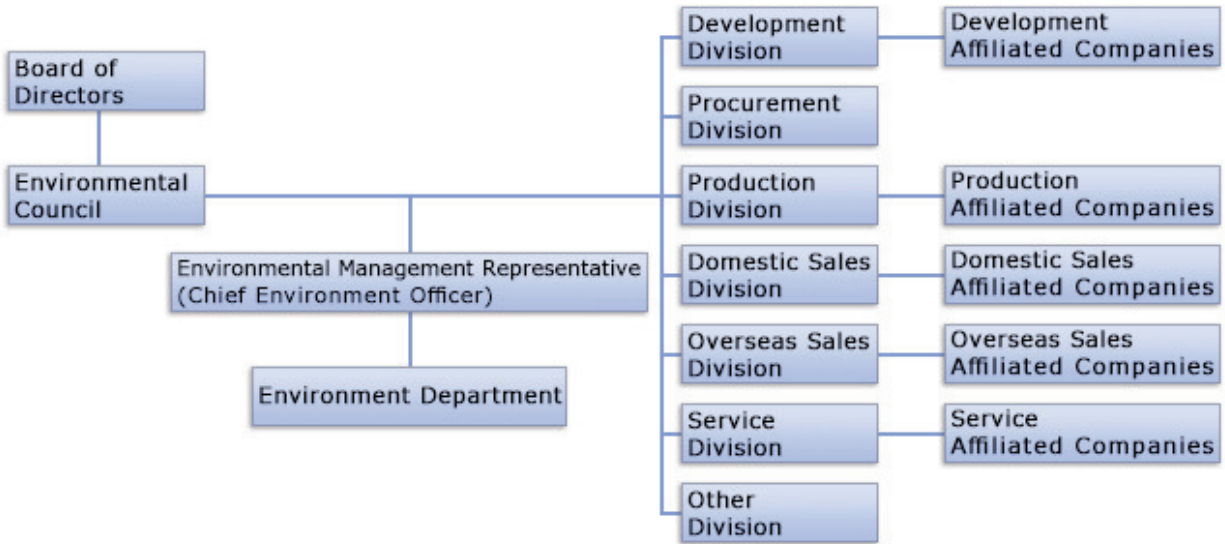 Board of
Directors
Environmental
Council
Environmental Management Representative
(Chief Environment Officer)
Environment Department
Development
Division
Development
Affiliated Companies
Procurement
Division
Production
Division
Production
Affiliated Companies
Domestic Sales
Division
Domestic Sales
Affiliated Companies
Overseas Sales
Division
Overseas Sales
Affiliated Companies
Service
Division
Service
Affiliated Companies
Other
Division